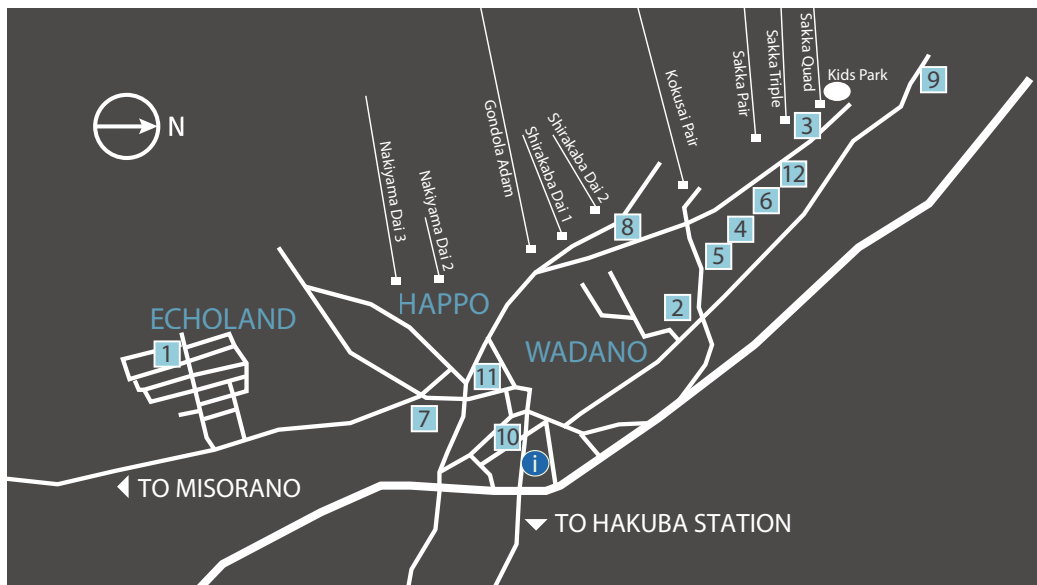 N
Nakiyama Dai 3
Nakiyama Dai 2
Gondola Adam
Shirakaba Dai 1
Shirakaba Dai 2
Kokusai Pair
Sakka Pair
Sakka Triple
Sakka Quad
Kids Park
9
3
12
6
4
5
8
2
HAPPO
ECHOLAND
1
WADANO
11
7
10
i
TO MISORANO
TO HAKUBA STATION